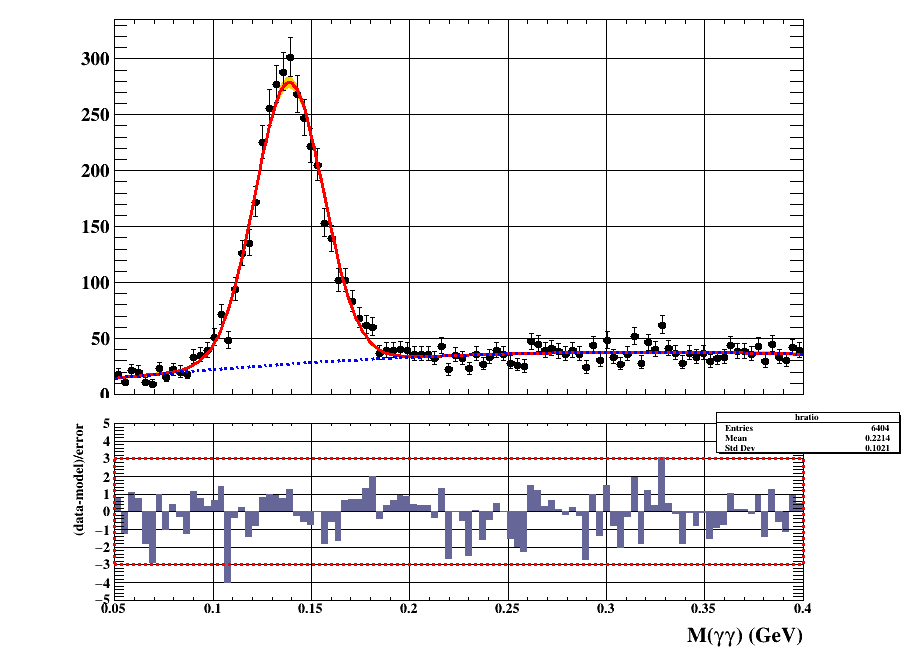 300
250
200
150
100
50
0
(data-model)/error
5
4
3
2
1
0
−1
−2
−3
−4
−5
hratio
Entries 6404
Mean 0.2214
Std Dev 0.1021
0.05 0.1 0.15 0.2 0.25 0.3 0.35 0.4
M(γγ) (GeV)